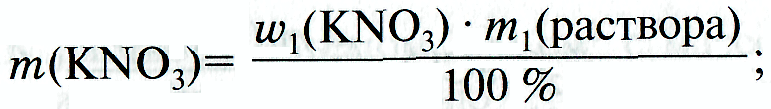 m(KNO₃)= w₁(KNO₃) · m₁(раствора) / 100 % ;